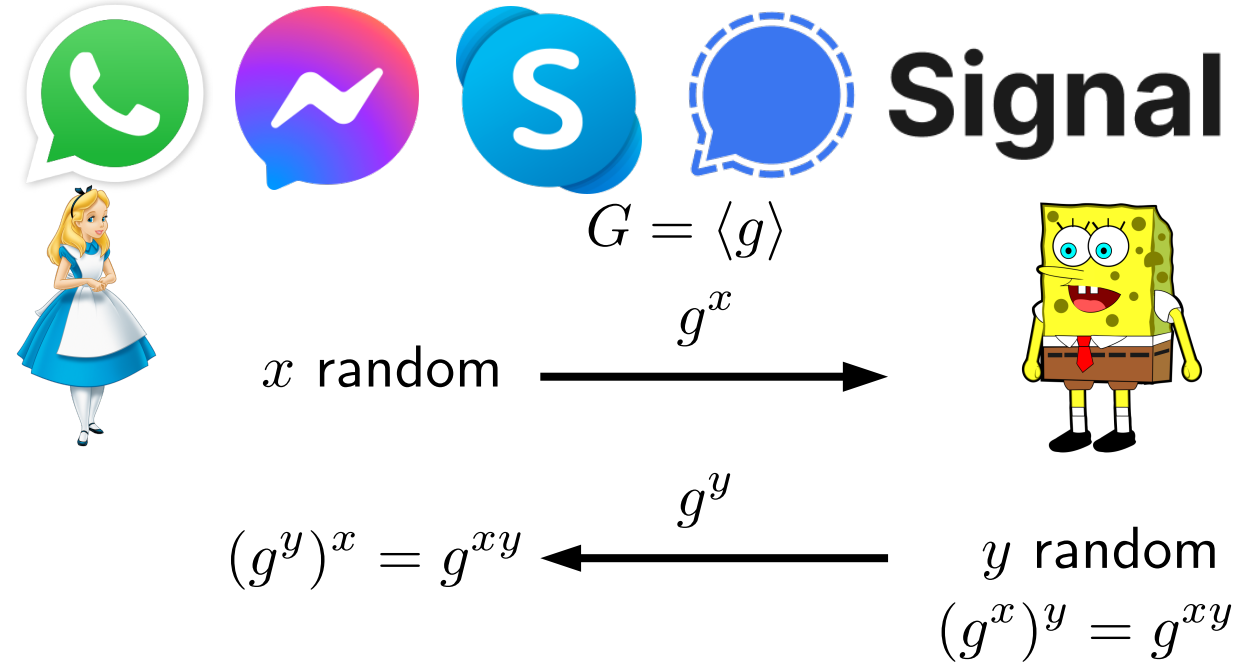 S
Signal
G = ⟨g⟩
g^x
x random
g^y
(g^y)^x = g^{xy}
y random
(g^x)^y = g^{xy}